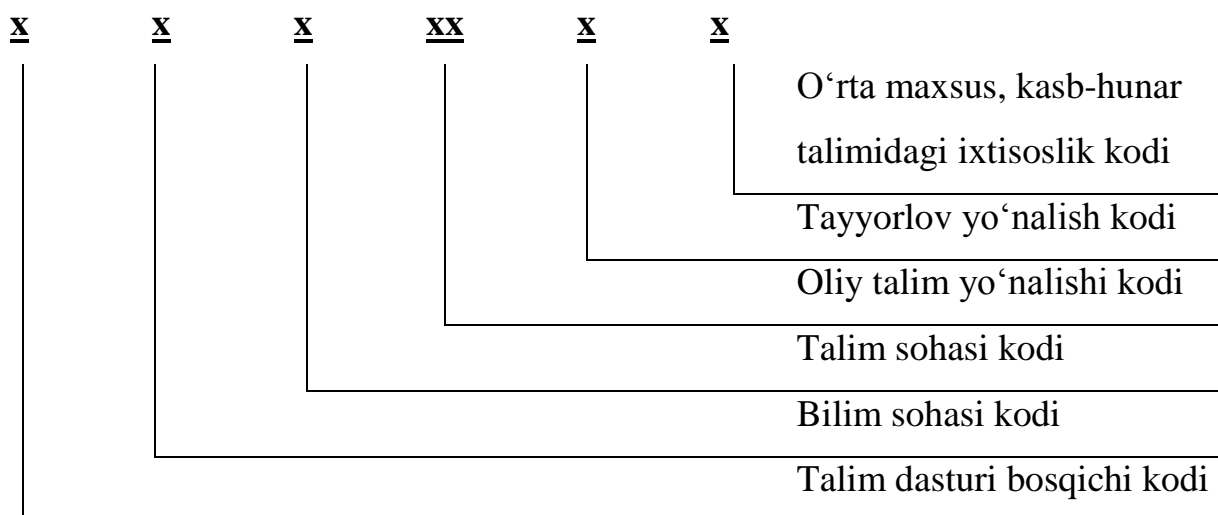 x x x xx x x
O‘rta maxsus, kasb-hunar
talimidagi ixtisoslik kodi
Tayyorlov yo‘nalish kodi
Oliy talim yo‘nalishi kodi
Talim sohasi kodi
Bilim sohasi kodi
Talim dasturi bosqichi kodi